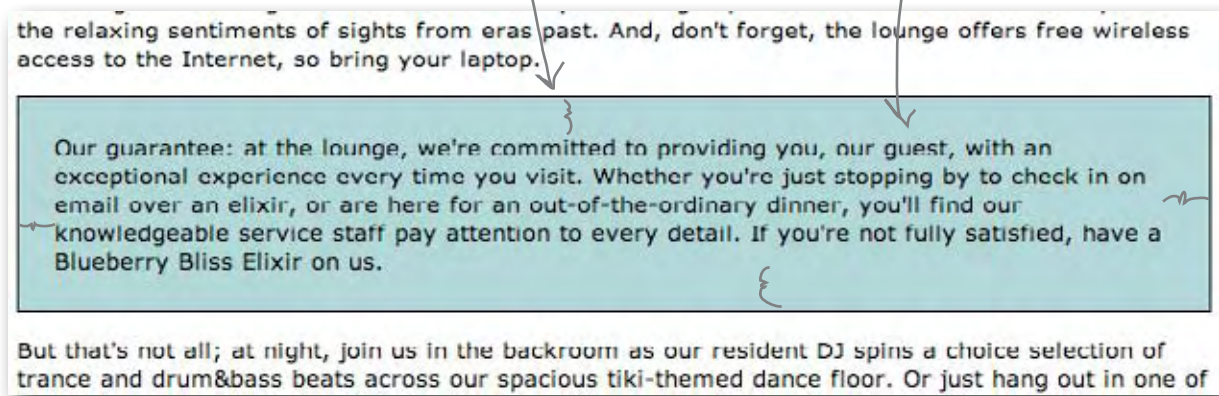 the relaxing sentiments of sights from eras past. And, don't forget, the lounge offers free wireless
access to the Internet, so bring your laptop.
Our guarantee: at the lounge, we're committed to providing you, our guest, with an
exceptional experience every time you visit. Whether you're just stopping by to check in on
email over an elixir, or are here for an out-of-the-ordinary dinner, you'll find our
knowledgeable service staff pay attention to every detail. If you're not fully satisfied, have a
Blueberry Bliss Elixir on us.
But that's not all; at night, join us in the backroom as our resident DJ spins a choice selection of
trance and drum&bass beats across our spacious tiki-themed dance floor. Or just hang out in one of